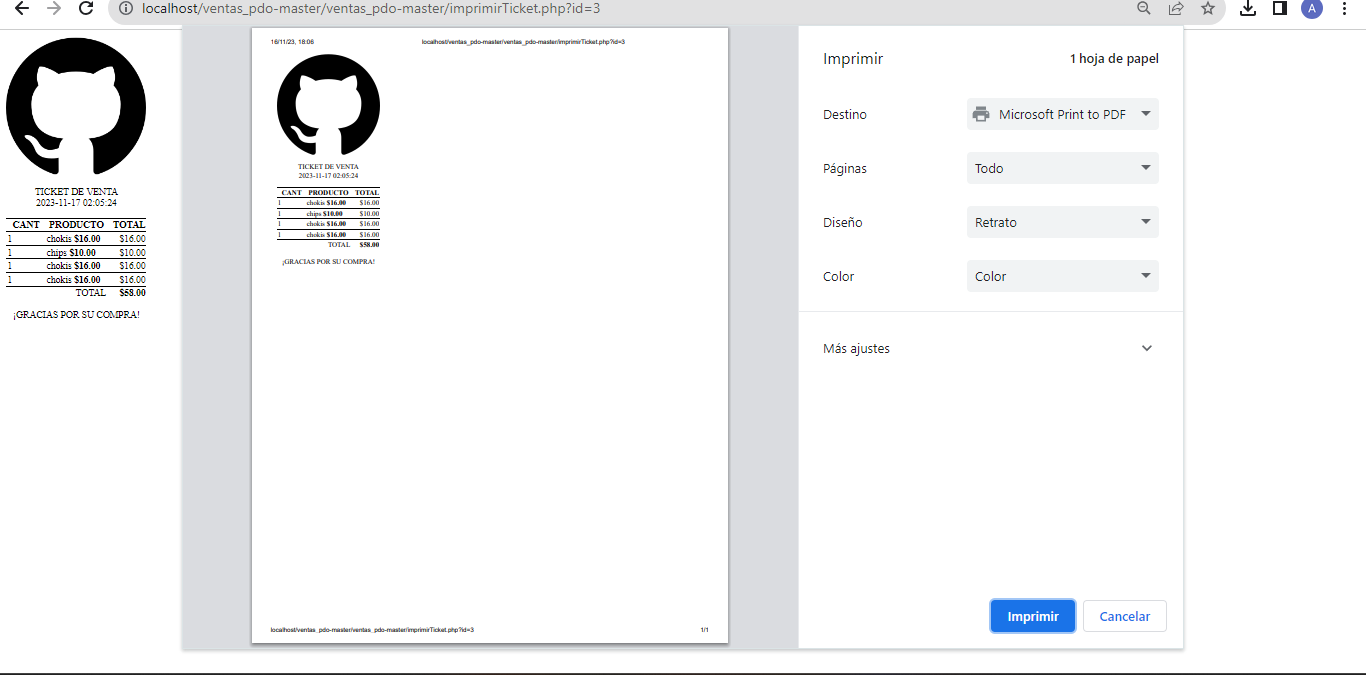 localhost/ventas_pdo-master/ventas_pdo-master/imprimirTicket.php?id=3
A
TICKET DE VENTA
2023-11-17 02:05:24
CANT PRODUCTO TOTAL
1 chokis $16.00 $16.00
1 chips $10.00 $10.00
1 chokis $16.00 $16.00
1 chokis $16.00 $16.00
TOTAL $58.00
¡GRACIAS POR SU COMPRA!
16/11/23, 18:06 localhost/ventas_pdo-master/ventas_pdo-master/imprimirTicket.php?id=3
TICKET DE VENTA
2023-11-17 02:05:24
CANT PRODUCTO TOTAL
1 chokis $16.00 $16.00
1 chips $10.00 $10.00
1 chokis $16.00 $16.00
1 chokis $16.00 $16.00
TOTAL $58.00
¡GRACIAS POR SU COMPRA!
localhost/ventas_pdo-master/ventas_pdo-master/imprimirTicket.php?id=3 1/1
Imprimir 1 hoja de papel
Destino Microsoft Print to PDF
Páginas Todo
Diseño Retrato
Color Color
Más ajustes
Imprimir Cancelar